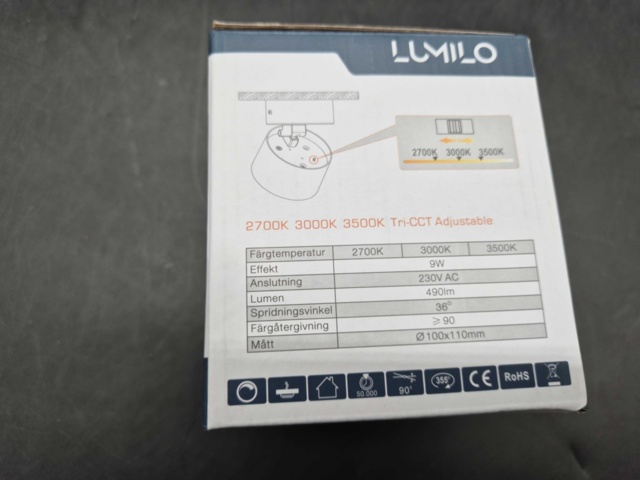 LUMILO
2700K 3000K 3500K
2700K 3000K 3500K Tri-CCT Adjustable
Färgtemperatur 2700K 3000K 3500K
Effekt 9W
Anslutning 230V AC
Lumen 490lm
Spridningsvinkel 36°
Färgåtergivning ≥90
Mått Ø100x110mm
50.000 90° 355° CE RoHS